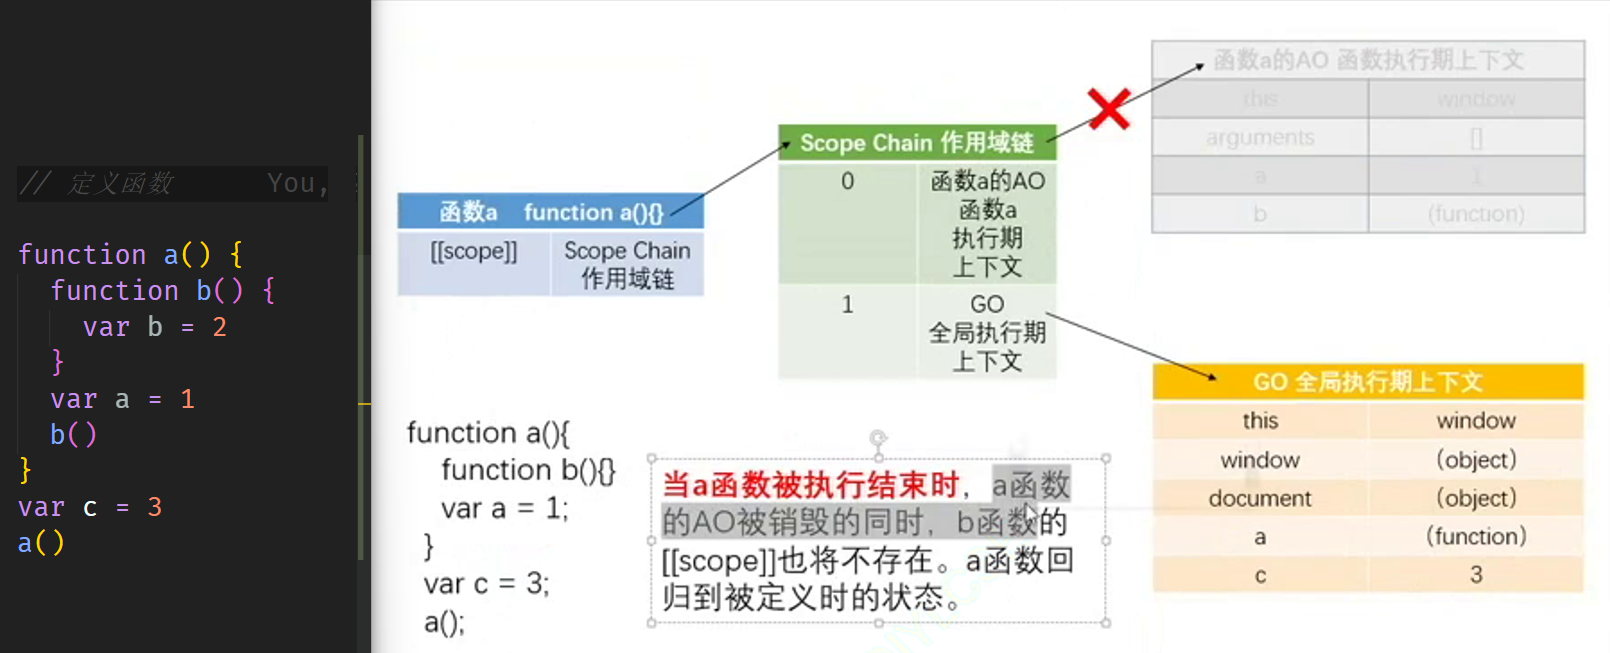 // 定义函数 You,
function a() {
function b() {
var b = 2
}
var a = 1
b()
}
var c = 3
a()
函数a function a(){}
[[scope]] Scope Chain
作用域链
Scope Chain 作用域链
0 函数a的AO
函数a
执行期
上下文
1 GO
全局执行期
上下文
函数a的AO 函数执行期上下文
this window
arguments []
a 1
b (function)
GO 全局执行期上下文
this window
window (object)
document (object)
a (function)
c 3
function a(){
function b(){}
var a = 1;
}
var c = 3;
a();
当a函数被执行结束时，a函数
的AO被销毁的同时，b函数的
[[scope]]也将不存在。a函数回
归到被定义时的状态。